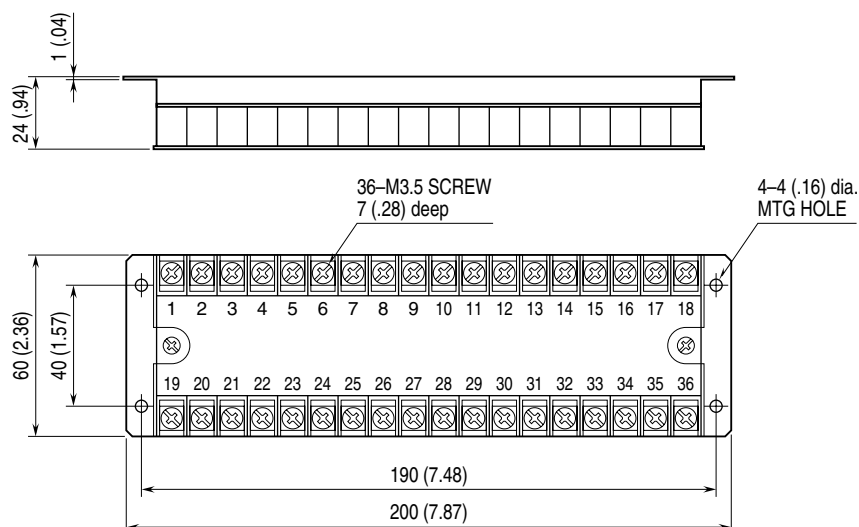 1 (.04)
24 (.94)
36–M3.5 SCREW
7 (.28) deep
4–4 (.16) dia.
MTG HOLE
60 (2.36)
40 (1.57)
1 2 3 4 5 6 7 8 9 10 11 12 13 14 15 16 17 18
19 20 21 22 23 24 25 26 27 28 29 30 31 32 33 34 35 36
190 (7.48)
200 (7.87)